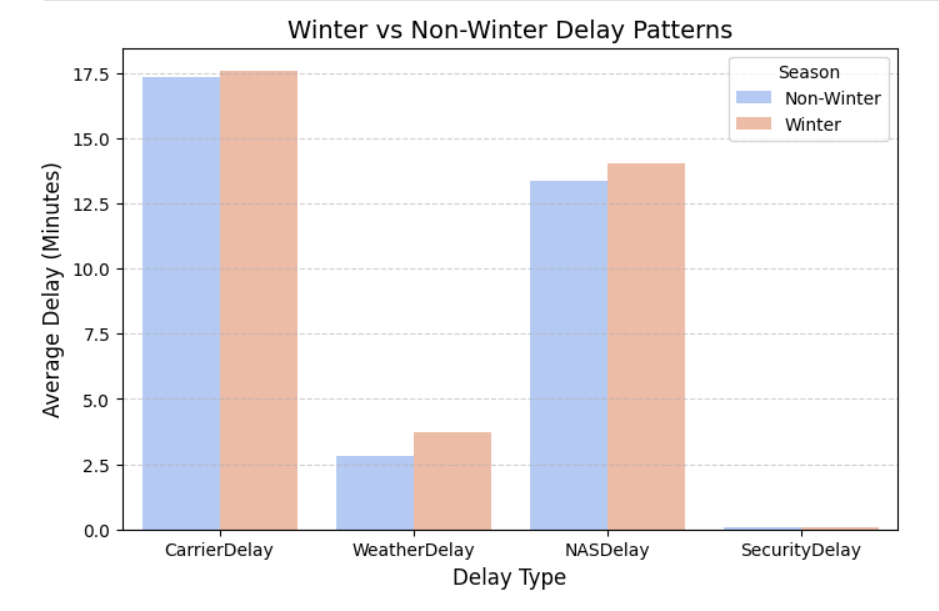 Winter vs Non-Winter Delay Patterns
Season
Non-Winter
Winter
Average Delay (Minutes)
17.5
15.0
12.5
10.0
7.5
5.0
2.5
0.0
CarrierDelay WeatherDelay NASDelay SecurityDelay
Delay Type